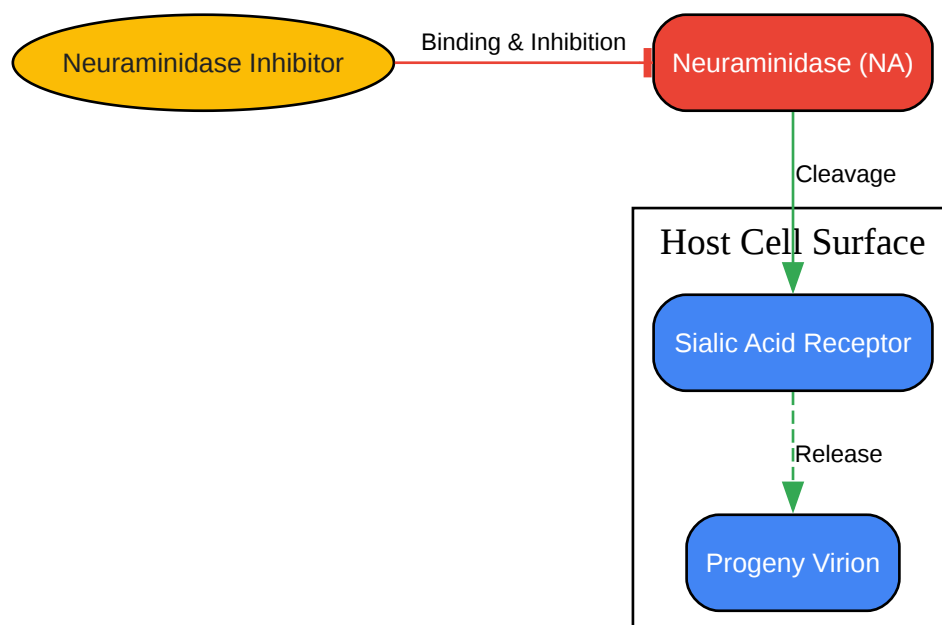 Binding & Inhibition
Neuraminidase Inhibitor
Neuraminidase (NA)
Cleavage
Host Cell Surface
Sialic Acid Receptor
Release
Progeny Virion